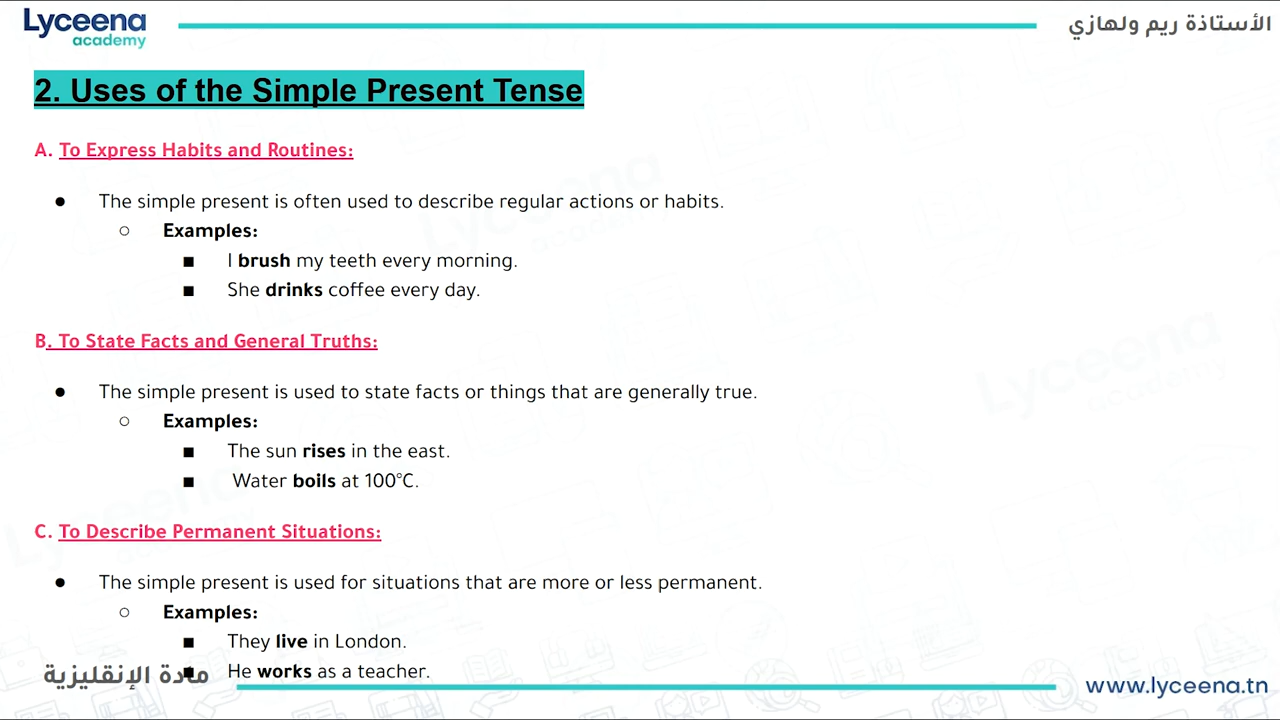 Lyceena
academy
الأستاذة ريم ولهازي
2. Uses of the Simple Present Tense
A. To Express Habits and Routines:
● The simple present is often used to describe regular actions or habits.
○ Examples:
■ I brush my teeth every morning.
■ She drinks coffee every day.
B. To State Facts and General Truths:
● The simple present is used to state facts or things that are generally true.
○ Examples:
■ The sun rises in the east.
■ Water boils at 100°C.
C. To Describe Permanent Situations:
● The simple present is used for situations that are more or less permanent.
○ Examples:
■ They live in London.
■ He works as a teacher.
مادة الإنقليزية
www.lyceena.tn